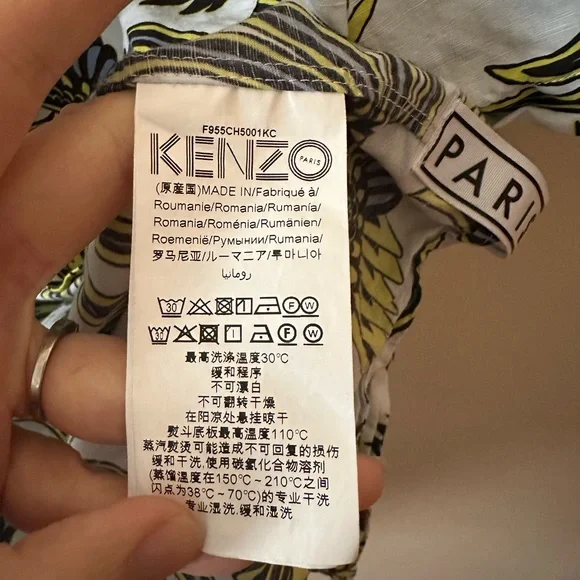 F955CH5001KC
KENZO
PARIS
(原産国)MADE IN/Fabriqué à/
Roumanie/Romania/Rumanía/
Romania/Roménia/Rumänien/
Roemenië/Румынии/Rumania/
罗马尼亚/ルーマニア/루마니아
رومانيا
30 F W
30 F W
最高洗涤温度30℃
缓和程序
不可漂白
不可翻转干燥
在阳凉处悬挂晾干
熨斗底板最高温度110℃
蒸汽熨烫可能造成不可回复的损伤
缓和干洗,使用碳氢化合物溶剂
(蒸馏温度在150℃～210℃之间
闪点为38℃～70℃)的专业干洗
专业湿洗,缓和湿洗
PARIS